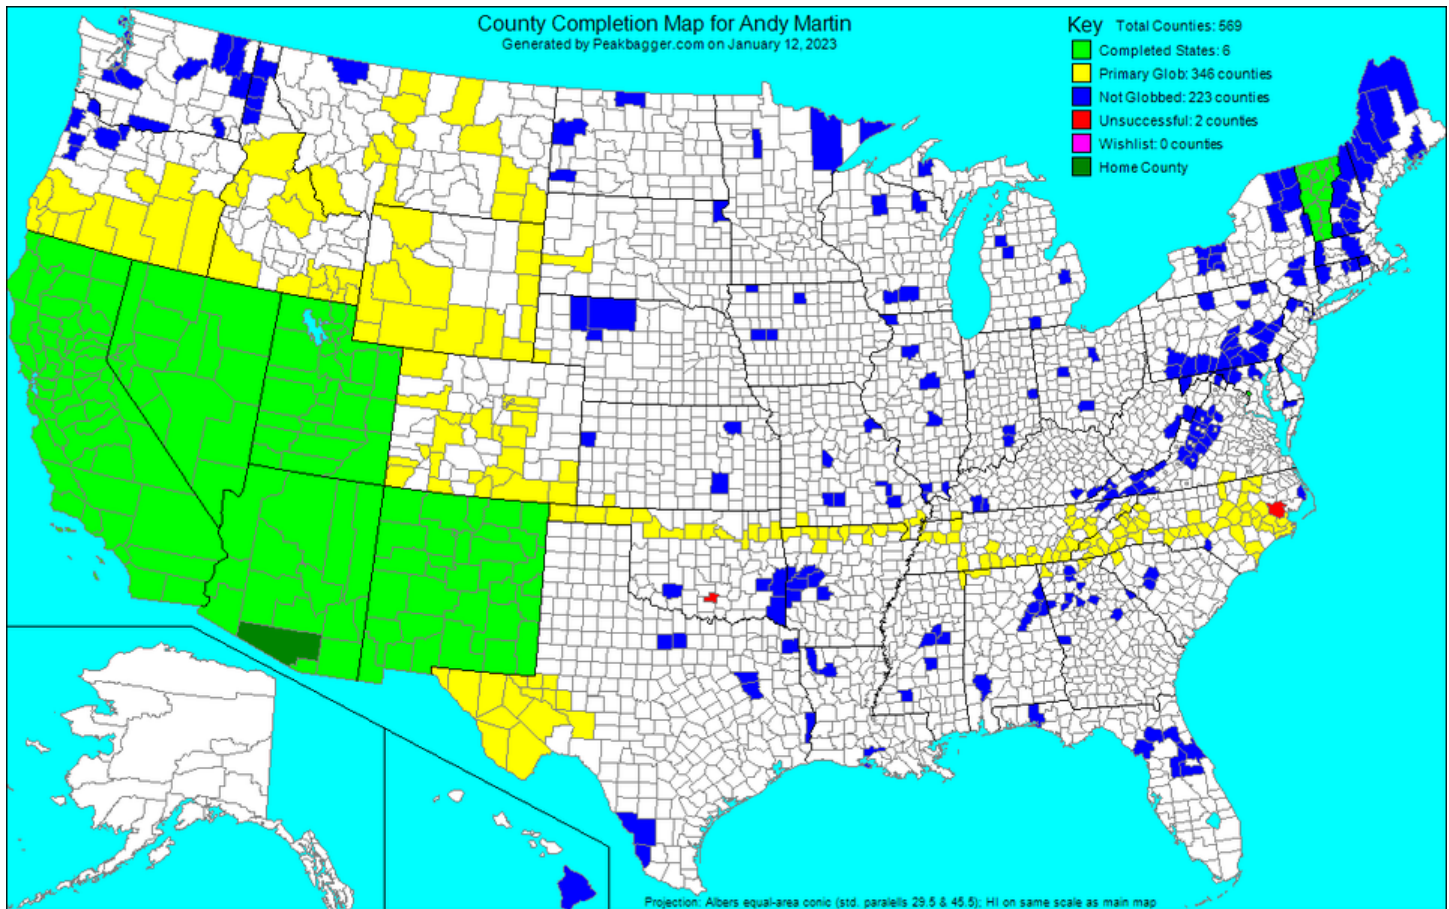 County Completion Map for Andy Martin
Generated by Peakbagger.com on January 12, 2023
Key Total Counties: 569
Completed States: 6
Primary Glob: 346 counties
Not Globbed: 223 counties
Unsuccessful: 2 counties
Wishlist: 0 counties
Home County
Projection: Albers equal-area conic (std. paralells 29.5 & 45.5); HI on same scale as main map